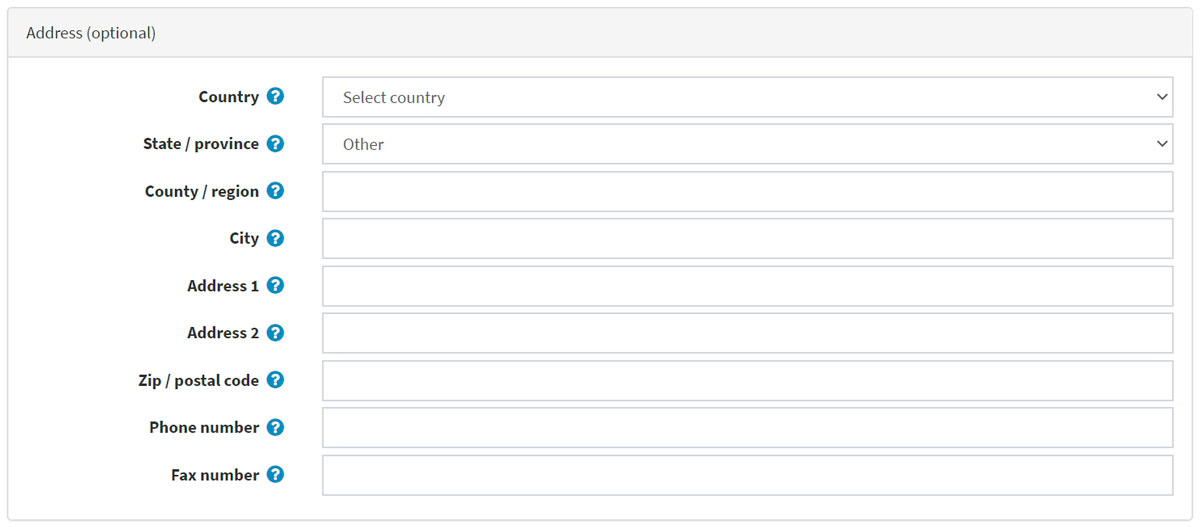 Address (optional)
Country ? Select country
State / province ? Other
County / region ?
City ?
Address 1 ?
Address 2 ?
Zip / postal code ?
Phone number ?
Fax number ?